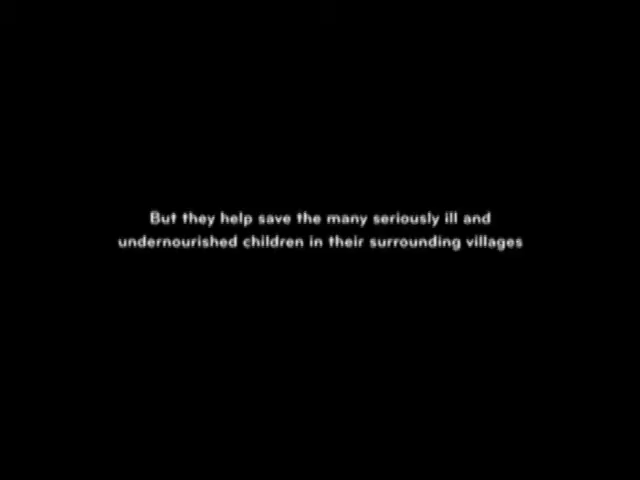 But they help save the many seriously ill and
undernourished children in their surrounding villages